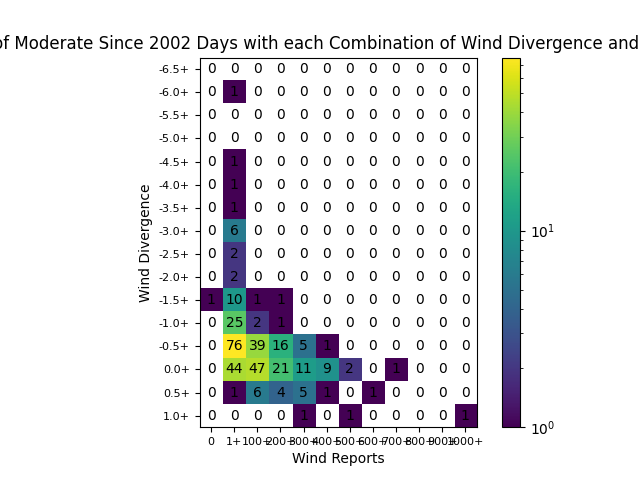 of Moderate Since 2002 Days with each Combination of Wind Divergence and
-6.5+ 0 0 0 0 0 0 0 0 0 0 0 0
-6.0+ 0 1 0 0 0 0 0 0 0 0 0 0
-5.5+ 0 0 0 0 0 0 0 0 0 0 0 0
-5.0+ 0 0 0 0 0 0 0 0 0 0 0 0
-4.5+ 0 1 0 0 0 0 0 0 0 0 0 0
-4.0+ 0 1 0 0 0 0 0 0 0 0 0 0
-3.5+ 0 1 0 0 0 0 0 0 0 0 0 0
-3.0+ 0 6 0 0 0 0 0 0 0 0 0 0
-2.5+ 0 2 0 0 0 0 0 0 0 0 0 0
-2.0+ 0 2 0 0 0 0 0 0 0 0 0 0
-1.5+ 1 10 1 1 0 0 0 0 0 0 0 0
-1.0+ 0 25 2 1 0 0 0 0 0 0 0 0
-0.5+ 0 76 39 16 5 1 0 0 0 0 0 0
0.0+ 0 44 47 21 11 9 2 0 1 0 0 0
0.5+ 0 1 6 4 5 1 0 1 0 0 0 0
1.0+ 0 0 0 0 1 0 1 0 0 0 0 1
0 1+ 100+ 200+ 300+ 400+ 500+ 600+ 700+ 800+ 900+ 1000+
Wind Reports
Wind Divergence
10¹
10⁰